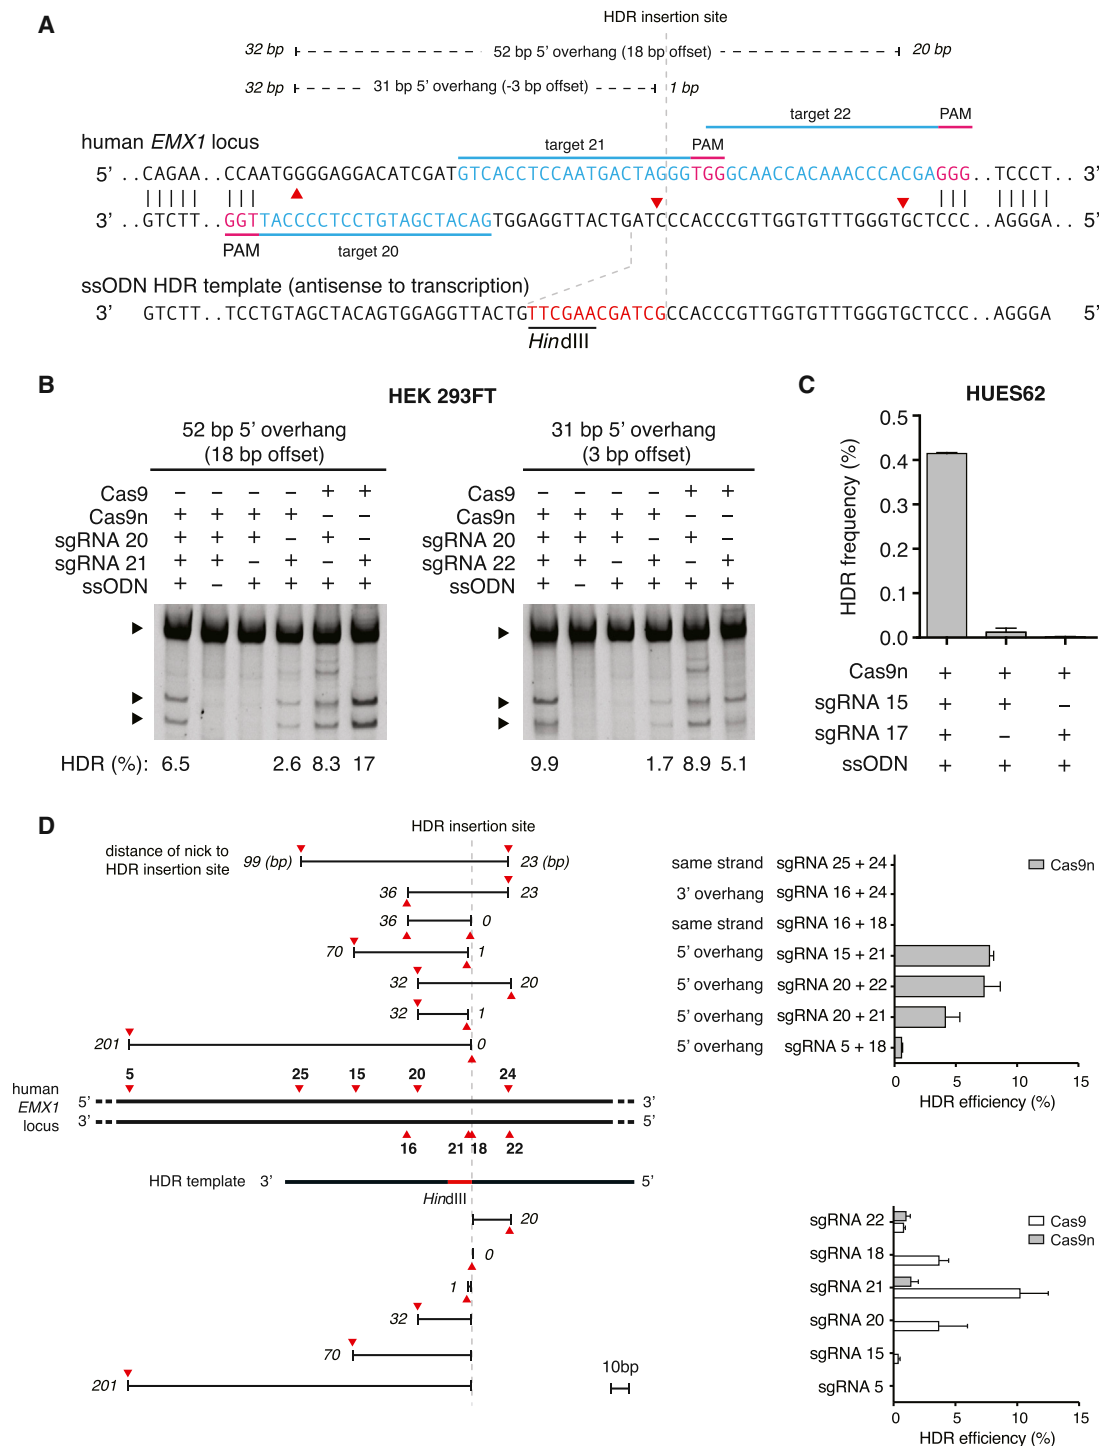 A
HDR insertion site
32 bp 52 bp 5' overhang (18 bp offset) 20 bp
32 bp 31 bp 5' overhang (-3 bp offset) 1 bp
target 22 PAM
human EMX1 locus
target 21 PAM
5' ..CAGAA..CCAATGGGGAGGACATCGATGTCACCTCCAATGACTAGGGTGGGCAACCACAAACCCACGAGGG..TCCCT.. 3'
3' ..GTCTT..GGTTACCCCTCCTGTAGCTACAGTGGAGGTTACTGATCCCACCCGTTGGTGTTTGGGTGCTCCC..AGGGA.. 5'
PAM target 20
ssODN HDR template (antisense to transcription)
3' GTCTT..TCCTGTAGCTACAGTGGAGGTTACTGTTCGAACGATCGCCACCCGTTGGTGTTTGGGTGCTCCC..AGGGA 5'
HindIII
B
HEK 293FT
52 bp 5' overhang
(18 bp offset)
Cas9 – – – – + +
Cas9n + + + + – –
sgRNA 20 + + + – + –
sgRNA 21 + + + + – +
ssODN + – + + + +
HDR (%): 6.5 2.6 8.3 17
31 bp 5' overhang
(3 bp offset)
Cas9 – – – – + +
Cas9n + + + + – –
sgRNA 20 + + + – + –
sgRNA 22 + + + + – +
ssODN + – + + + +
9.9 1.7 8.9 5.1
C
HUES62
HDR frequency (%)
0.5
0.4
0.3
0.2
0.1
0.0
Cas9n + + +
sgRNA 15 + + –
sgRNA 17 + – +
ssODN + + +
D
HDR insertion site
distance of nick to
HDR insertion site
99 (bp) 23 (bp)
36 23
36 0
70 1
32 20
32 1
201 0
5 25 15 20 24
human
EMX1
locus
5' 3'
3' 5'
16 21 18 22
HDR template 3' 5'
HindIII
20
0
1
32
70
201
10bp
same strand sgRNA 25 + 24
3' overhang sgRNA 16 + 24
same strand sgRNA 16 + 18
5' overhang sgRNA 15 + 21
5' overhang sgRNA 20 + 22
5' overhang sgRNA 20 + 21
5' overhang sgRNA 5 + 18
Cas9n
0 5 10 15
HDR efficiency (%)
sgRNA 22
sgRNA 18
sgRNA 21
sgRNA 20
sgRNA 15
sgRNA 5
Cas9
Cas9n
0 5 10 15
HDR efficiency (%)